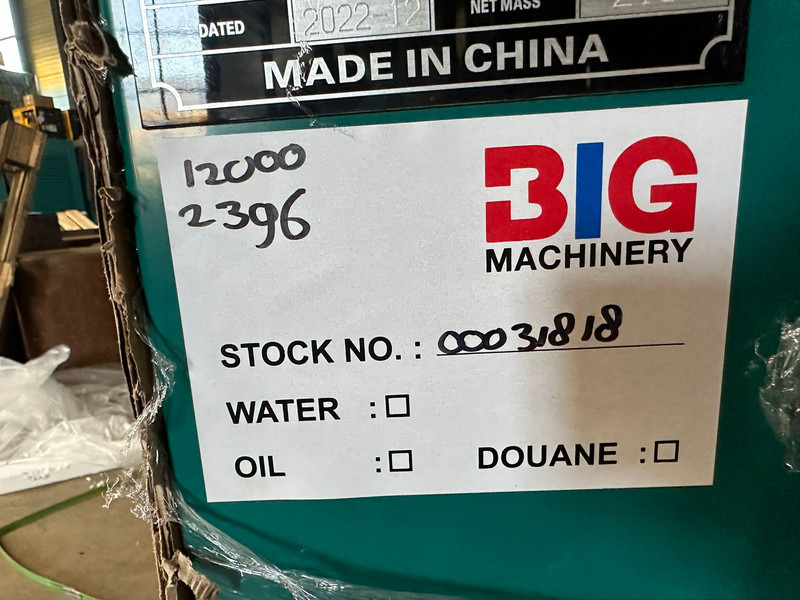 DATED 2022-12 NET MASS
MADE IN CHINA
12000
2396
BIG
MACHINERY
STOCK NO. : 00031818
WATER :
OIL : DOUANE :